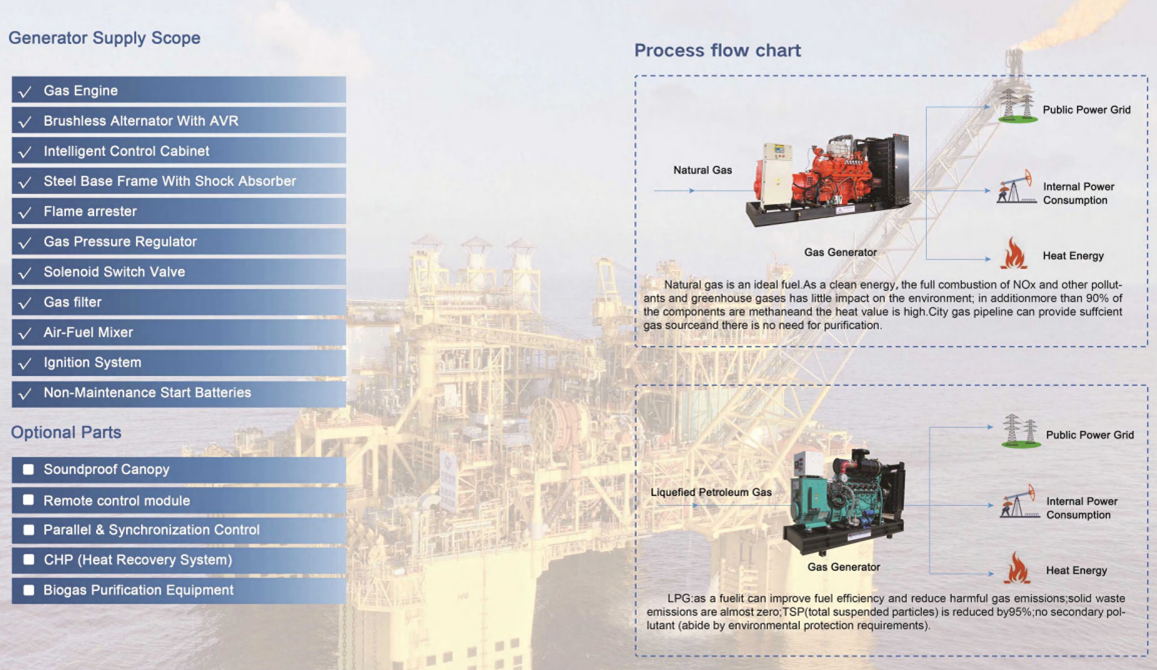 Generator Supply Scope
Gas Engine
Brushless Alternator With AVR
Intelligent Control Cabinet
Steel Base Frame With Shock Absorber
Flame arrester
Gas Pressure Regulator
Solenoid Switch Valve
Gas filter
Air-Fuel Mixer
Ignition System
Non-Maintenance Start Batteries
Optional Parts
Soundproof Canopy
Remote control module
Parallel & Synchronization Control
CHP (Heat Recovery System)
Biogas Purification Equipment
Process flow chart
Natural Gas
Gas Generator
Public Power Grid
Internal Power
Consumption
Heat Energy
Natural gas is an ideal fuel.As a clean energy, the full combustion of NOx and other pollut-
ants and greenhouse gases has little impact on the environment; in additionmore than 90% of
the components are methaneand the heat value is high.City gas pipeline can provide suffcient
gas sourceand there is no need for purification.
Liquefied Petroleum Gas
Gas Generator
Public Power Grid
Internal Power
Consumption
Heat Energy
LPG:as a fuelit can improve fuel efficiency and reduce harmful gas emissions;solid waste
emissions are almost zero;TSP(total suspended particles) is reduced by95%;no secondary pol-
lutant (abide by environmental protection requirements).